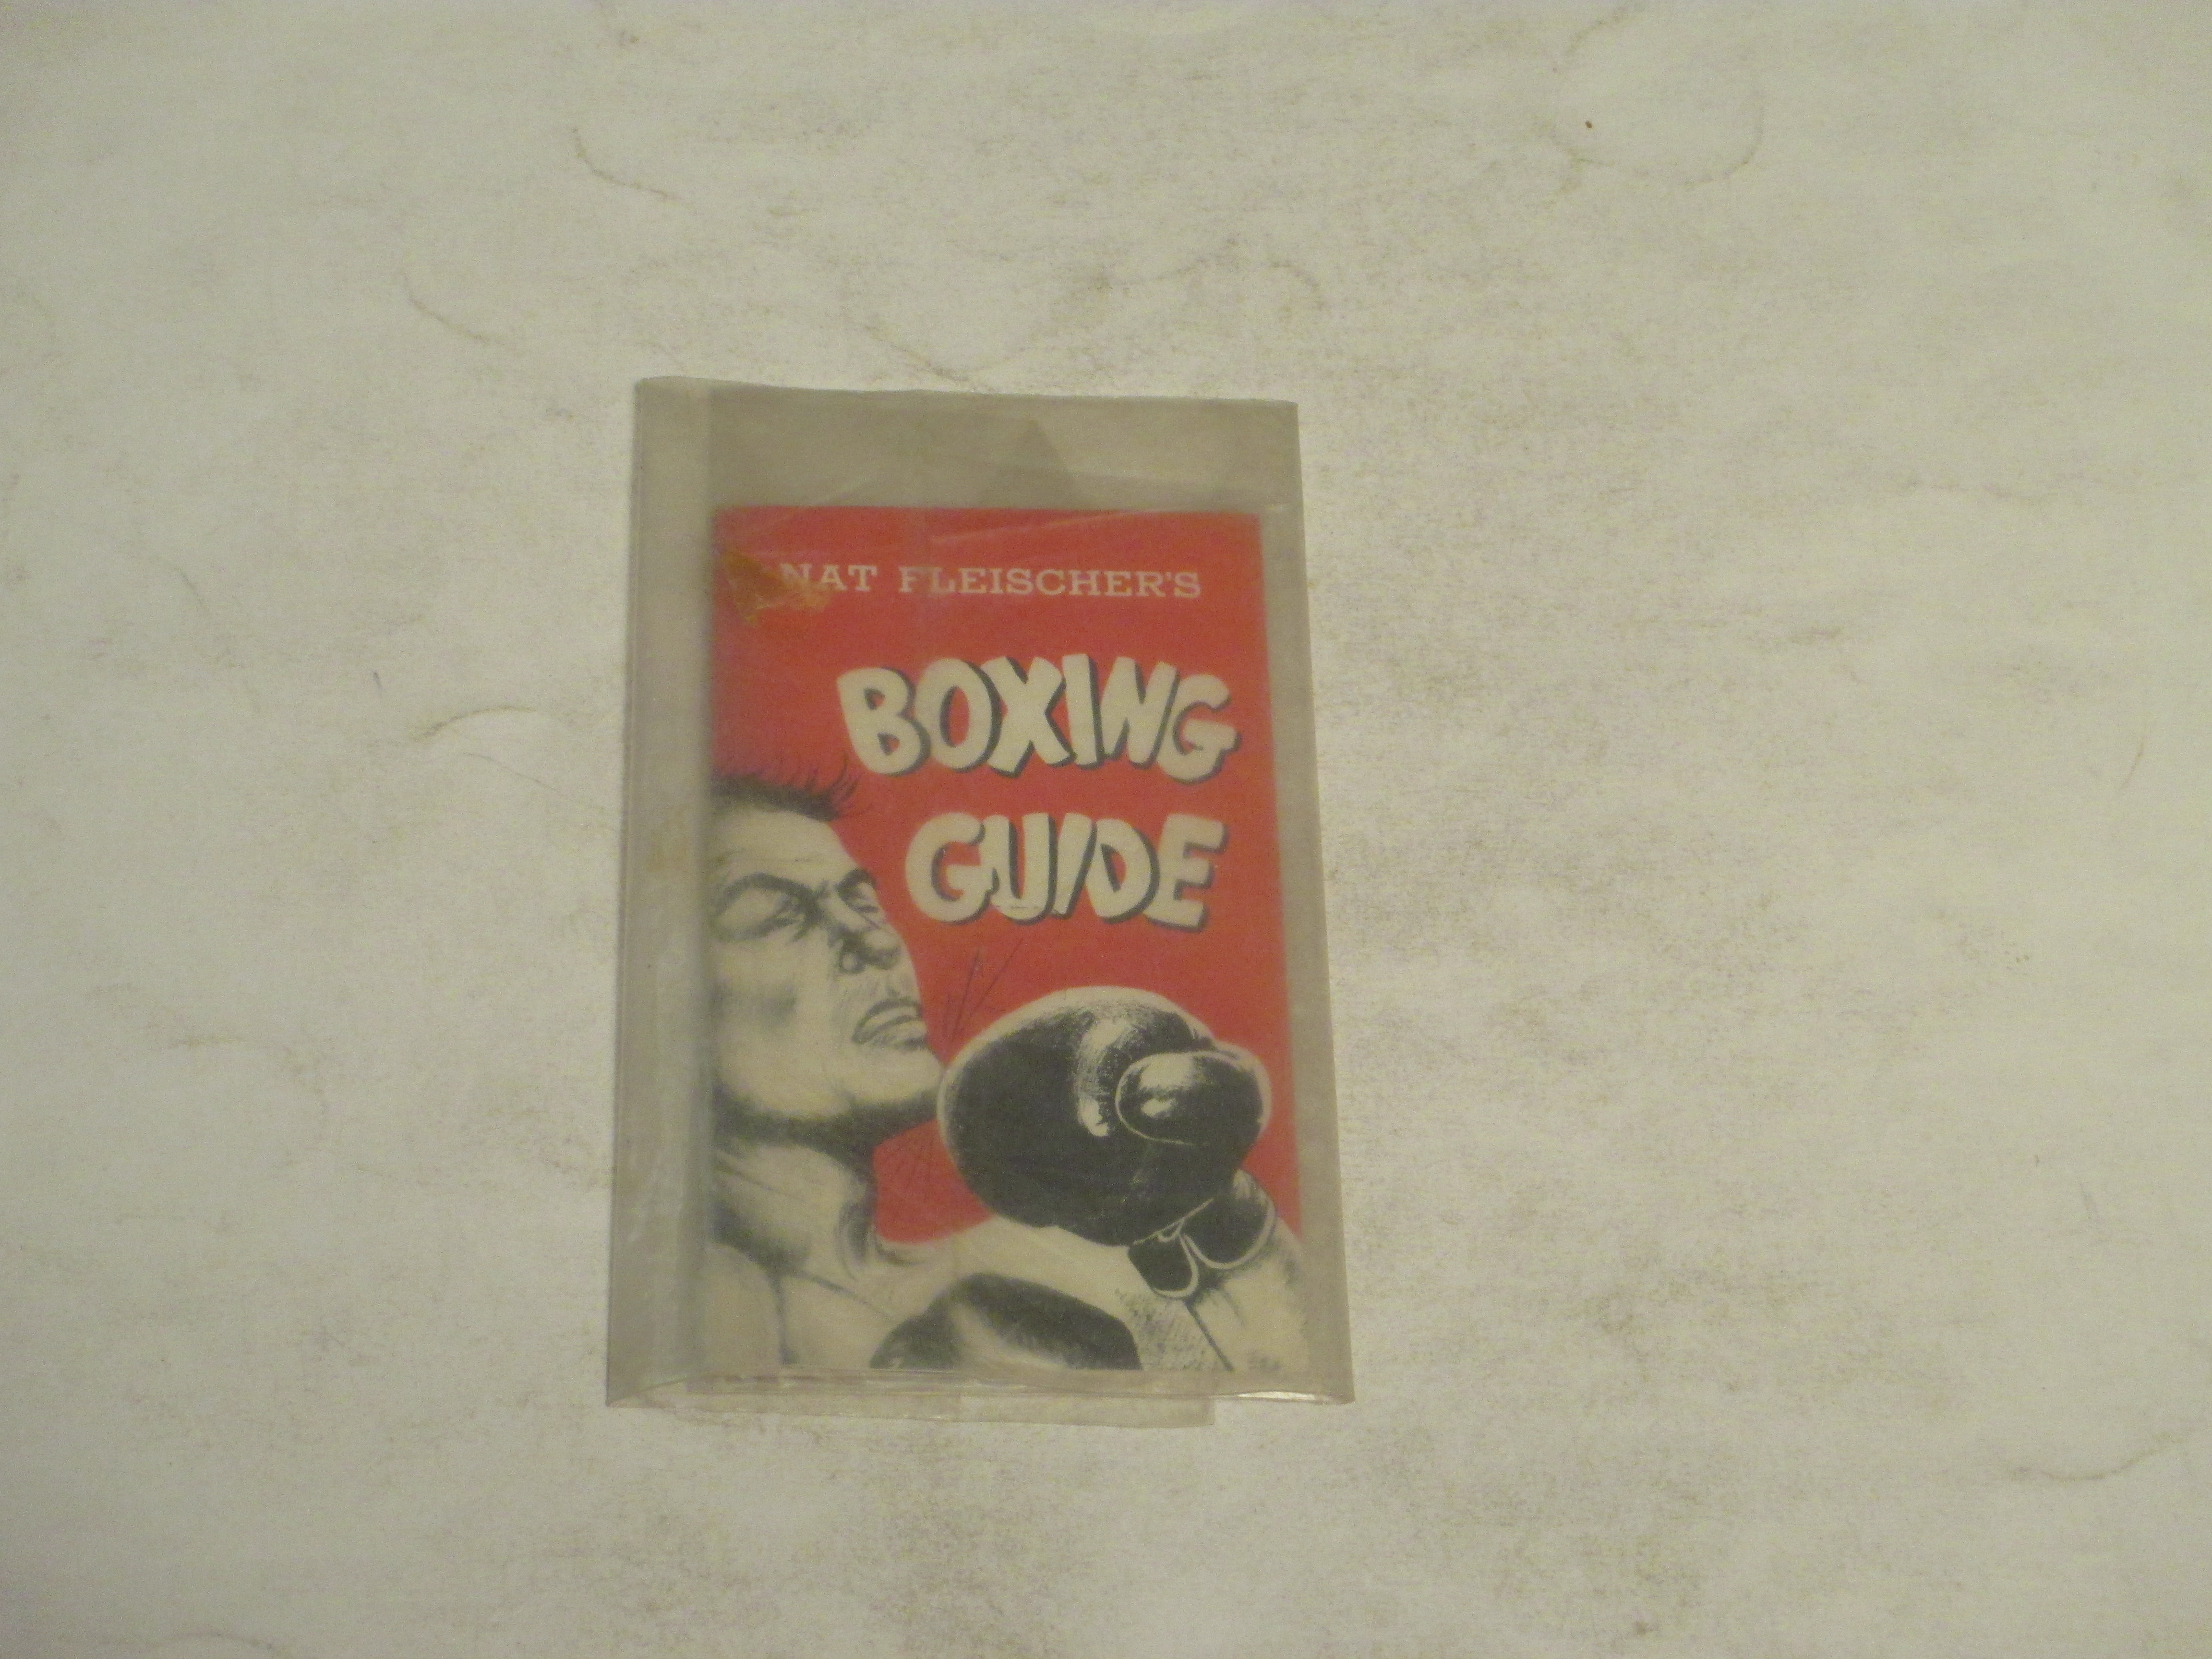 NAT FLEISCHER'S
BOXING
GUIDE